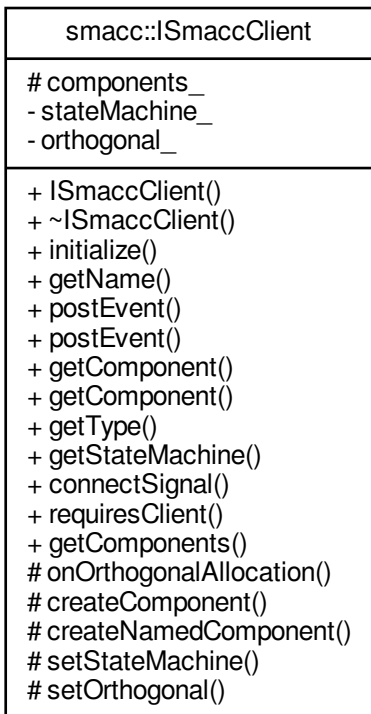 smacc::ISmaccClient
# components_
- stateMachine_
- orthogonal_
+ ISmaccClient()
+ ~ISmaccClient()
+ initialize()
+ getName()
+ postEvent()
+ postEvent()
+ getComponent()
+ getComponent()
+ getType()
+ getStateMachine()
+ connectSignal()
+ requiresClient()
+ getComponents()
# onOrthogonalAllocation()
# createComponent()
# createNamedComponent()
# setStateMachine()
# setOrthogonal()